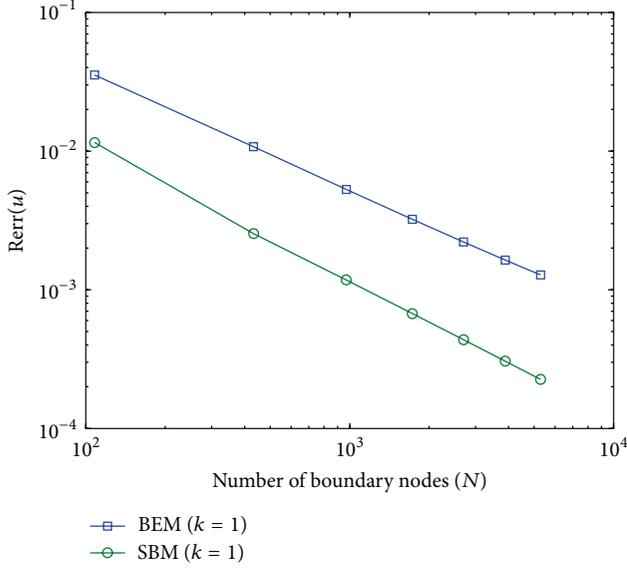 10^-1
10^-2
10^-3
10^-4
Rerr(u)
10^2
10^3
10^4
Number of boundary nodes (N)
BEM (k = 1)
SBM (k = 1)